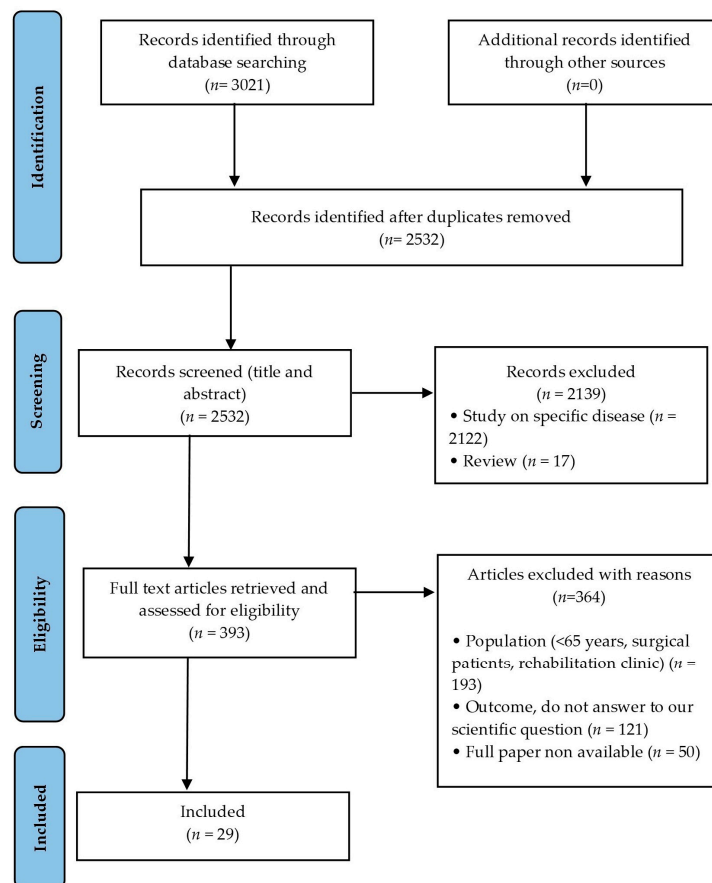 Identification
Records identified through
database searching
(n= 3021)
Additional records identified
through other sources
(n=0)
Records identified after duplicates removed
(n= 2532)
Screening
Records screened (title and
abstract)
(n = 2532)
Records excluded
(n = 2139)
• Study on specific disease (n =
2122)
• Review (n = 17)
Eligibility
Full text articles retrieved and
assessed for eligibility
(n = 393)
Articles excluded with reasons
(n=364)
• Population (<65 years, surgical
patients, rehabilitation clinic) (n =
193)
• Outcome, do not answer to our
scientific question (n = 121)
• Full paper non available (n = 50)
Included
Included
(n = 29)